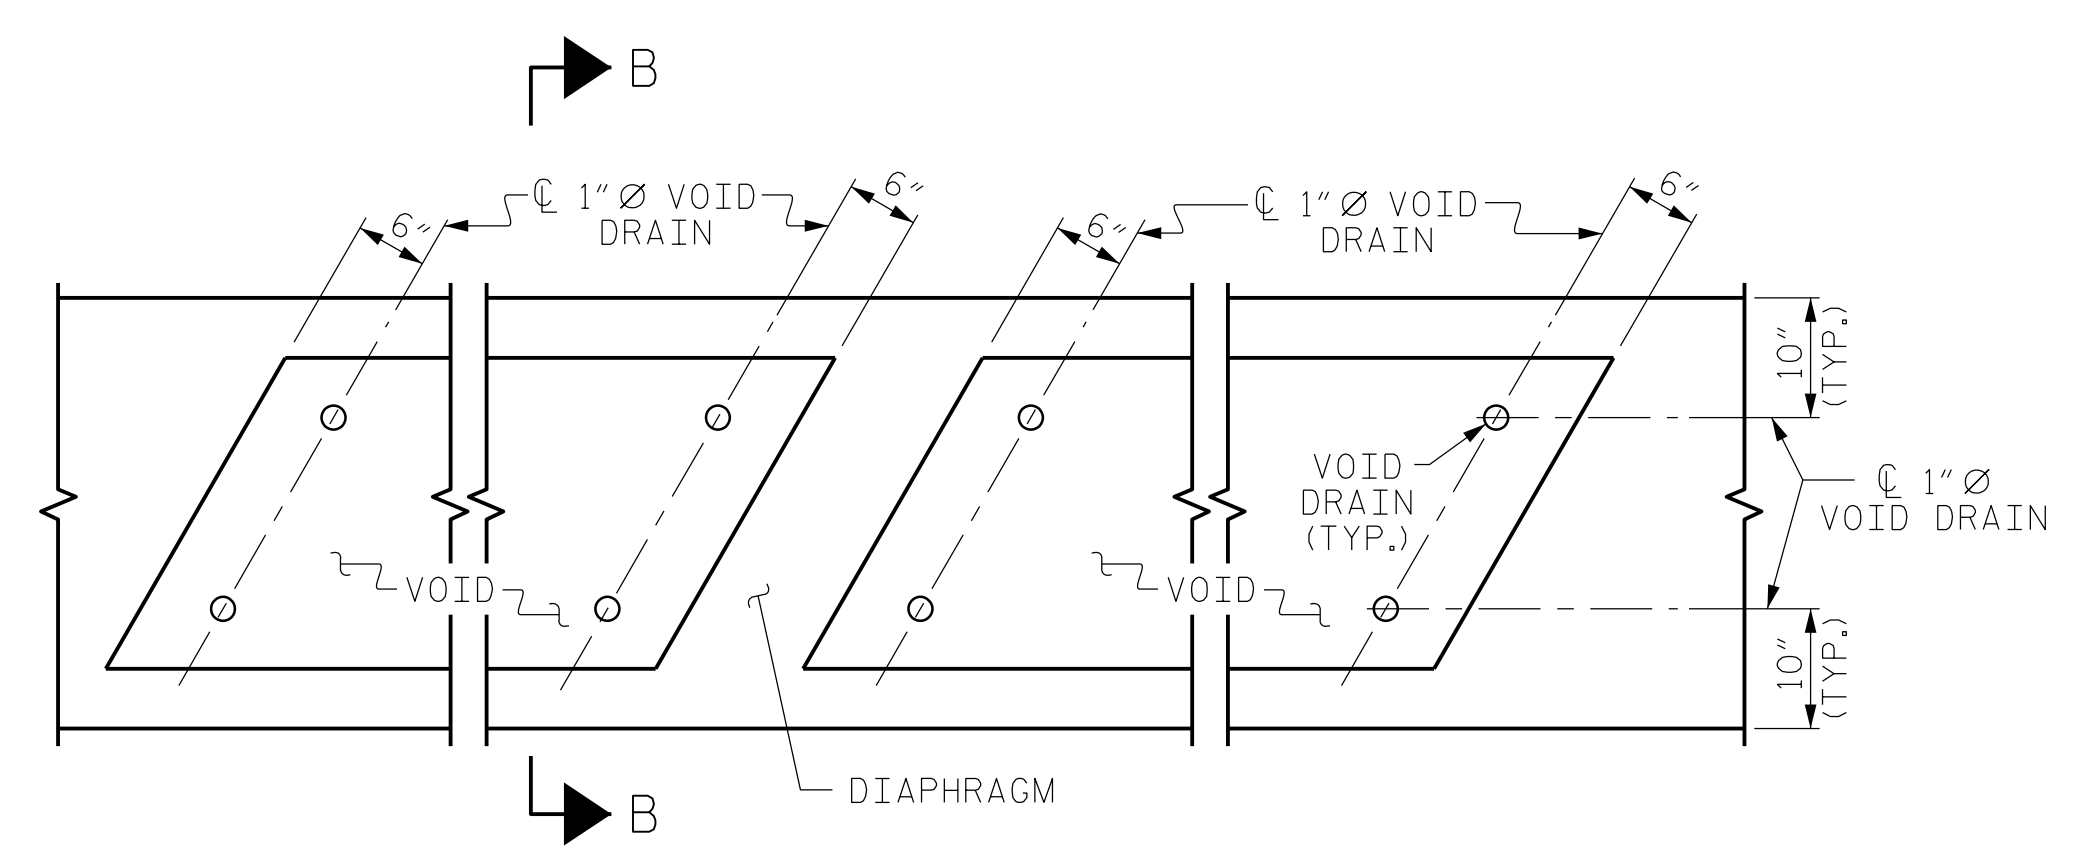 B
℄ 1"Ø VOID
DRAIN
6"
6"
℄ 1"Ø VOID
DRAIN
6"
6"
10"
(TYP.)
VOID
DRAIN
(TYP.)
℄ 1"Ø
VOID DRAIN
VOID
VOID
10"
(TYP.)
DIAPHRAGM
B